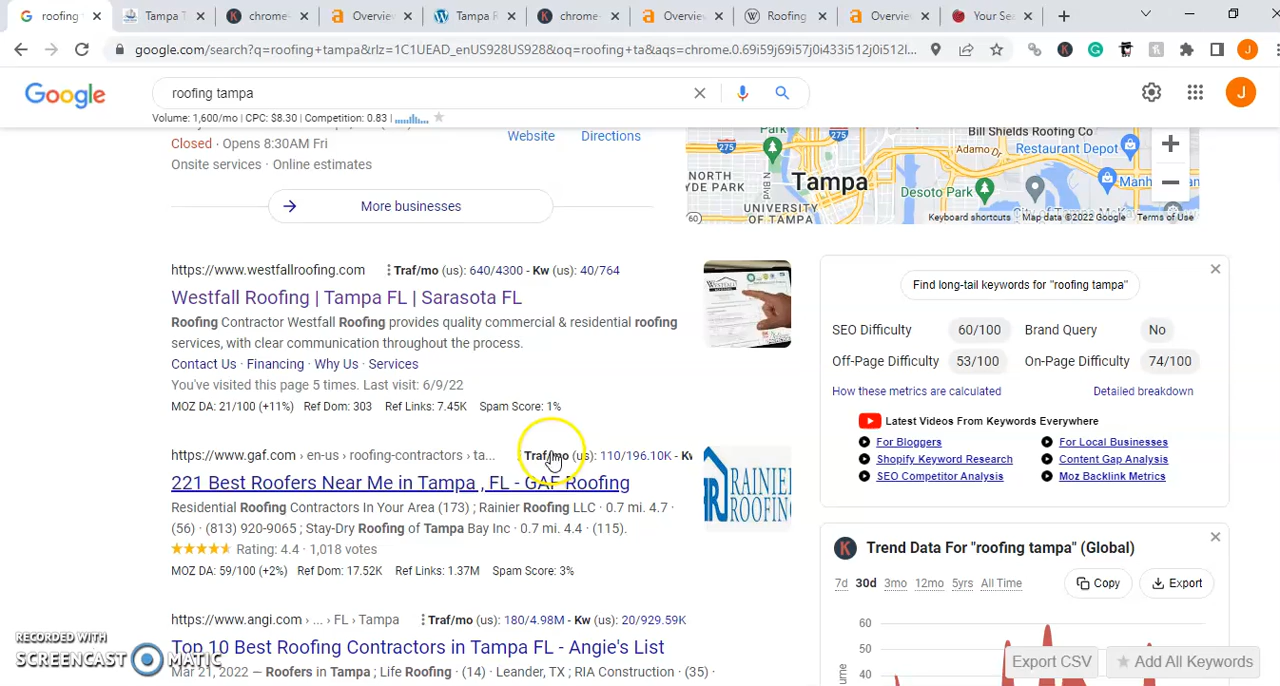 roofing
Tampa T
chrome-
Overvie
Tampa F
chrome-
Overvie
Roofing
Overvie
Your Se
google.com/search?q=roofing+tampa&rlz=1C1UEAD_enUS928US928&oq=roofing+ta&aqs=chrome.0.69i59j69i57j0i433i512j0i512l...
J
Google
roofing tampa
J
Volume: 1,600/mo | CPC: $8.30 | Competition: 0.83 |
Closed · Opens 8:30AM Fri
Onsite services · Online estimates
Website
Directions
More businesses
Park
275
275
Bill Shields Roofing Co
Adamo Dr
Restaurant Depot
NORTH
HYDE PARK
Tampa
Desoto Park
UNIVERSITY
OF TAMPA
60
Keyboard shortcuts
Map data ©2022 Google
Terms of Use
https://www.westfallroofing.com
Traf/mo (us): 640/4300 - Kw (us): 40/764
Westfall Roofing | Tampa FL | Sarasota FL
Roofing Contractor Westfall Roofing provides quality commercial & residential roofing
services, with clear communication throughout the process.
Contact Us · Financing · Why Us · Services
You've visited this page 5 times. Last visit: 6/9/22
MOZ DA: 21/100 (+11%) Ref Dom: 303 Ref Links: 7.45K Spam Score: 1%
https://www.gaf.com › en-us › roofing-contractors › ta...
Traf/mo (us): 110/196.10K - Kw
221 Best Roofers Near Me in Tampa , FL - GAF Roofing
Residential Roofing Contractors In Your Area (173) ; Rainier Roofing LLC · 0.7 mi. 4.7 ·
(56) · (813) 920-9065 ; Stay-Dry Roofing of Tampa Bay Inc · 0.7 mi. 4.4 · (115).
Rating: 4.4 · 1,018 votes
MOZ DA: 59/100 (+2%) Ref Dom: 17.52K Ref Links: 1.37M Spam Score: 3%
RAINIER
ROOFING
https://www.angi.com › ... › FL › Tampa
Traf/mo (us): 180/4.98M - Kw (us): 20/929.59K
Top 10 Best Roofing Contractors in Tampa FL - Angie's List
Mar 21, 2022 — Roofers in Tampa ; Life Roofing · (14) · Leander, TX ; RIA Construction · (35) ·
Find long-tail keywords for "roofing tampa"
SEO Difficulty 60/100 Brand Query No
Off-Page Difficulty 53/100 On-Page Difficulty 74/100
How these metrics are calculated
Detailed breakdown
Latest Videos From Keywords Everywhere
For Bloggers
For Local Businesses
Shopify Keyword Research
Content Gap Analysis
SEO Competitor Analysis
Moz Backlink Metrics
K
Trend Data For "roofing tampa" (Global)
7d 30d 3mo 12mo 5yrs All Time
Copy
Export
60
50
40
Export CSV
Add All Keywords
RECORDED WITH
SCREENCAST MATIC